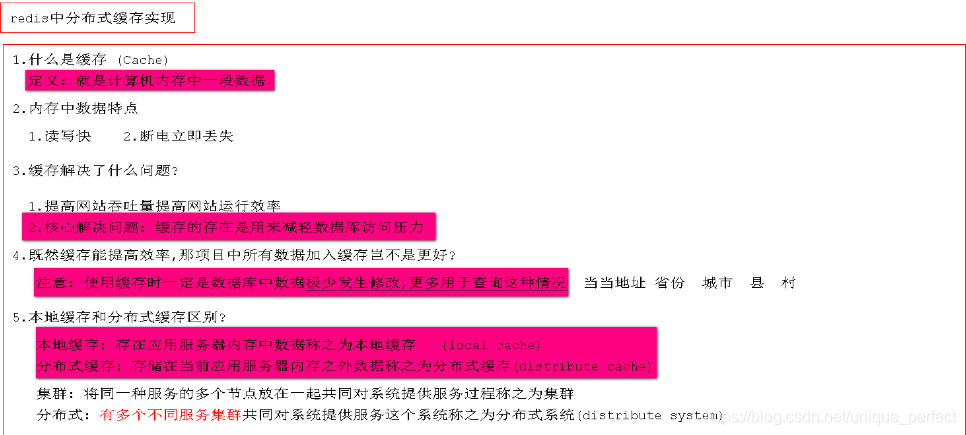 redis中分布式缓存实现
1.什么是缓存 (Cache)
定义: 就是计算机内存中一段数据
2.内存中数据特点
1.读写快 2.断电立即丢失
3.缓存解决了什么问题?
1.提高网站吞吐量提高网站运行效率
2.核心解决问题: 缓存的存在是用来减轻数据库访问压力
4.既然缓存能提高效率,那项目中所有数据加入缓存岂不是更好?
注意: 使用缓存时一定是数据库中数据极少发生修改,更多用于查询这种情况 当当地址 省份 城市 县 村
5.本地缓存和分布式缓存区别?
本地缓存: 存在应用服务器内存中数据称之为本地缓存 (local cache)
分布式缓存: 存储在当前应用服务器内存之外数据称之为分布式缓存(distribute cache)
集群: 将同一种服务的多个节点放在一起共同对系统提供服务过程称之为集群
分布式: 有多个不同服务集群共同对系统提供服务这个系统称之为分布式系统(distribute system)
https://blog.csdn.net/unique_perfect